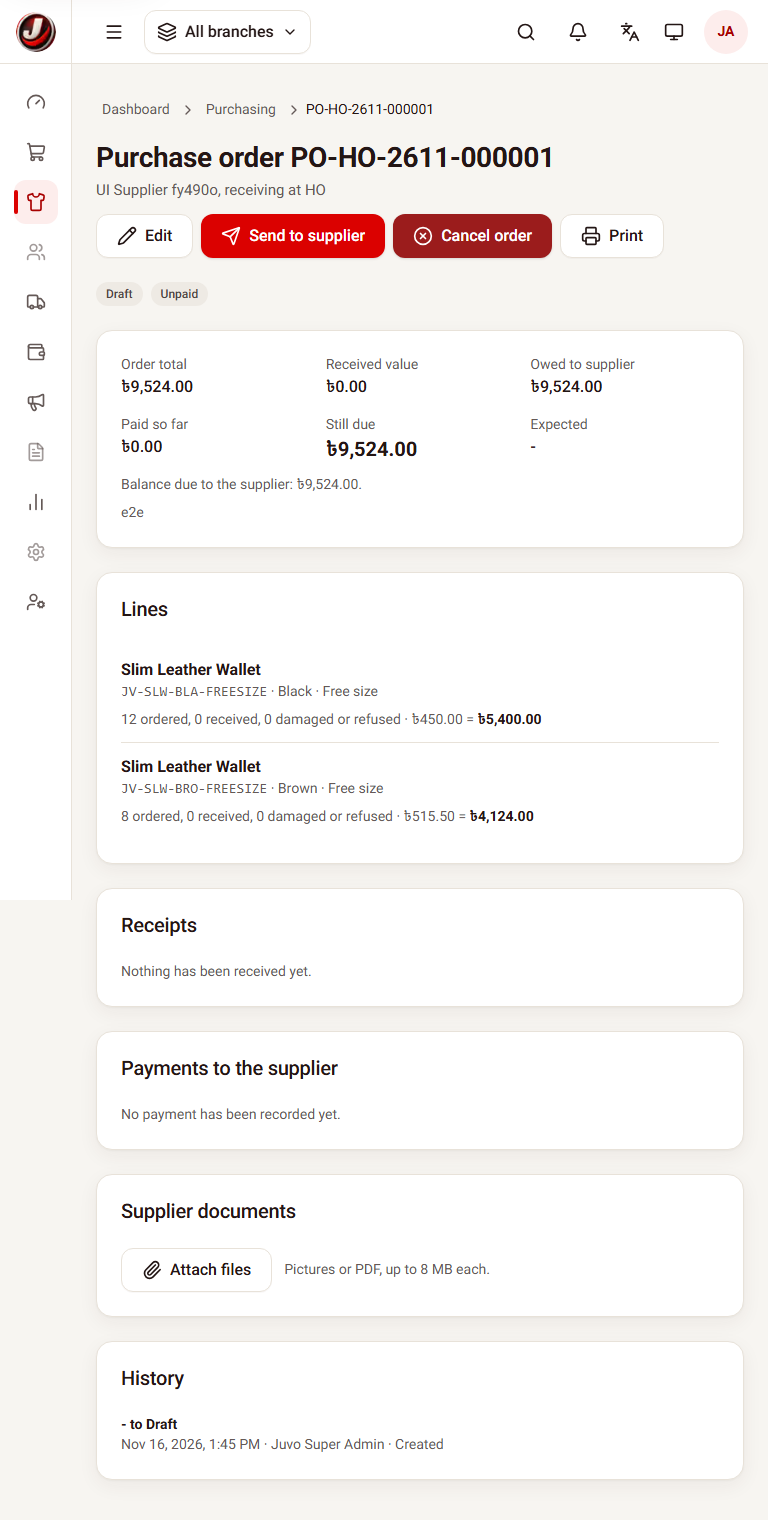 J
All branches
JA
Dashboard > Purchasing > PO-HO-2611-000001
Purchase order PO-HO-2611-000001
UI Supplier fy490o, receiving at HO
Edit Send to supplier Cancel order Print
Draft Unpaid
Order total Received value Owed to supplier
৳9,524.00 ৳0.00 ৳9,524.00
Paid so far Still due Expected
৳0.00 ৳9,524.00 -
Balance due to the supplier: ৳9,524.00.
e2e
Lines
Slim Leather Wallet
JV-SLW-BLA-FREESIZE · Black · Free size
12 ordered, 0 received, 0 damaged or refused · ৳450.00 = ৳5,400.00
Slim Leather Wallet
JV-SLW-BRO-FREESIZE · Brown · Free size
8 ordered, 0 received, 0 damaged or refused · ৳515.50 = ৳4,124.00
Receipts
Nothing has been received yet.
Payments to the supplier
No payment has been recorded yet.
Supplier documents
Attach files Pictures or PDF, up to 8 MB each.
History
- to Draft
Nov 16, 2026, 1:45 PM · Juvo Super Admin · Created